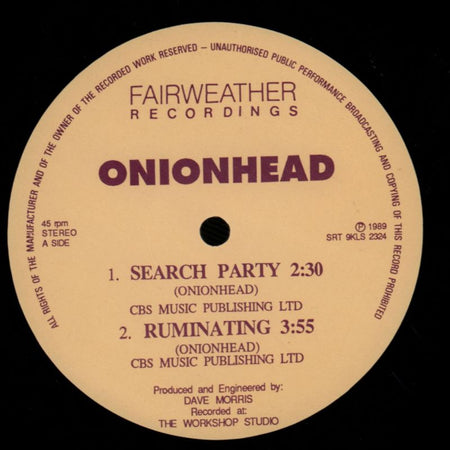 ALL RIGHTS OF THE MANUFACTURER AND OF THE OWNER OF THE RECORDED WORK RESERVED – UNAUTHORISED PUBLIC PERFORMANCE BROADCASTING AND COPYING OF THIS RECORD PROHIBITED
FAIRWEATHER
RECORDINGS
ONIONHEAD
45 rpm
STEREO
A SIDE
℗ 1989
SRT 9KLS 2324
1. SEARCH PARTY 2:30
(ONIONHEAD)
CBS MUSIC PUBLISHING LTD
2. RUMINATING 3:55
(ONIONHEAD)
CBS MUSIC PUBLISHING LTD
Produced and Engineered by:
DAVE MORRIS
Recorded at:
THE WORKSHOP STUDIO